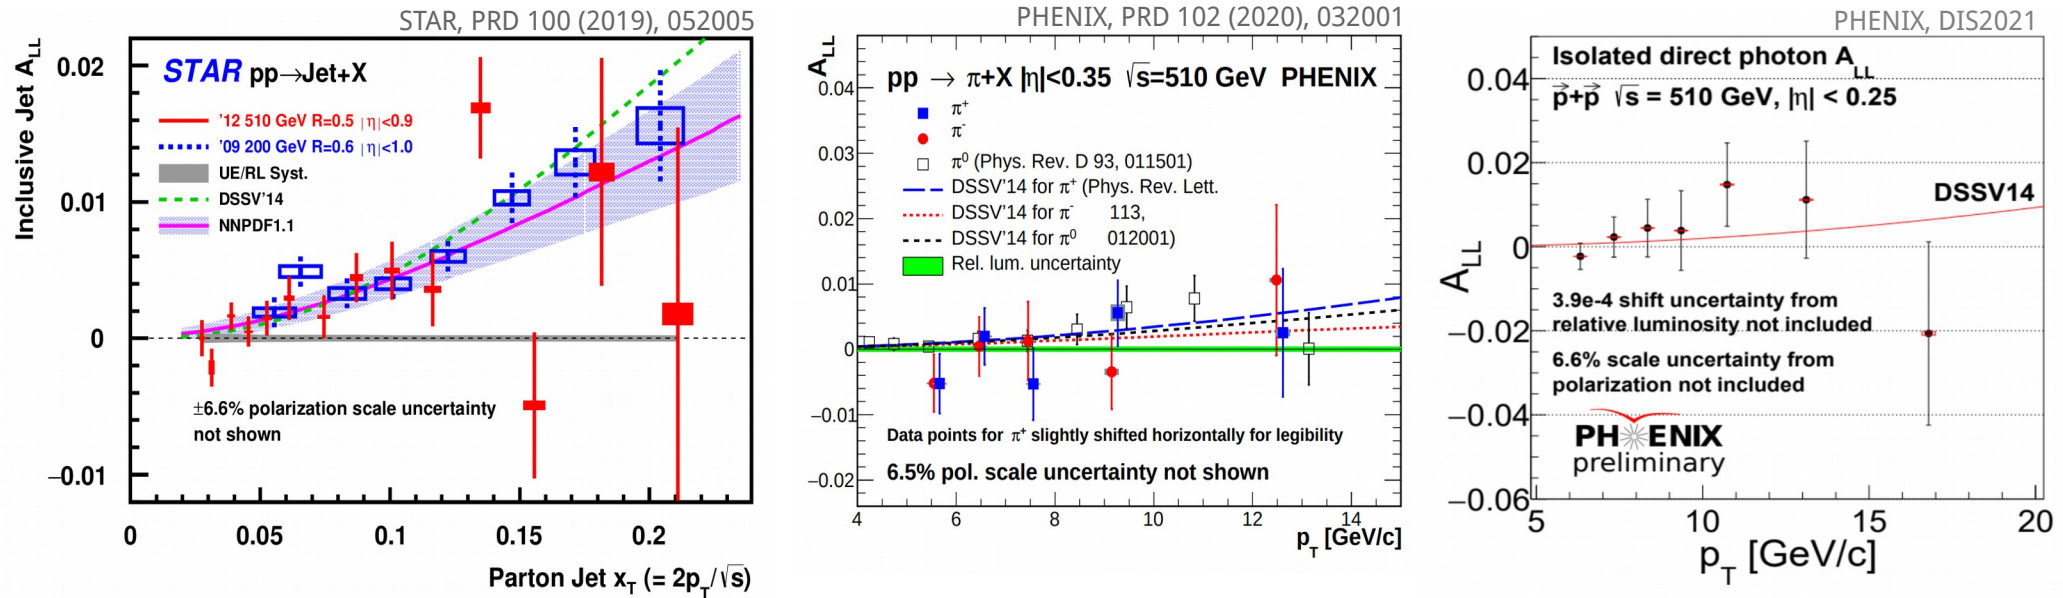 STAR, PRD 100 (2019), 052005
Inclusive Jet A_LL
0.02
0.01
0
−0.01
STAR pp→Jet+X
'12 510 GeV R=0.5 |η|<0.9
'09 200 GeV R=0.6 |η|<1.0
UE/RL Syst.
DSSV'14
NNPDF1.1
±6.6% polarization scale uncertainty
not shown
0 0.05 0.1 0.15 0.2
Parton Jet x_T (= 2p_T/√s)
PHENIX, PRD 102 (2020), 032001
A_LL
0.04
0.03
0.02
0.01
0
−0.01
−0.02
pp → π+X |η|<0.35 √s=510 GeV PHENIX
π⁺
π⁻
π⁰ (Phys. Rev. D 93, 011501)
DSSV'14 for π⁺ (Phys. Rev. Lett.
DSSV'14 for π⁻ 113,
DSSV'14 for π⁰ 012001)
Rel. lum. uncertainty
Data points for π⁺ slightly shifted horizontally for legibility
6.5% pol. scale uncertainty not shown
4 6 8 10 12 14
p_T [GeV/c]
PHENIX, DIS2021
A_LL
0.04
0.02
0
−0.02
−0.04
−0.06
Isolated direct photon A_LL
p⃗+p⃗ √s = 510 GeV, |η| < 0.25
DSSV14
3.9e-4 shift uncertainty from
relative luminosity not included
6.6% scale uncertainty from
polarization not included
PHENIX
preliminary
5 10 15 20
p_T [GeV/c]